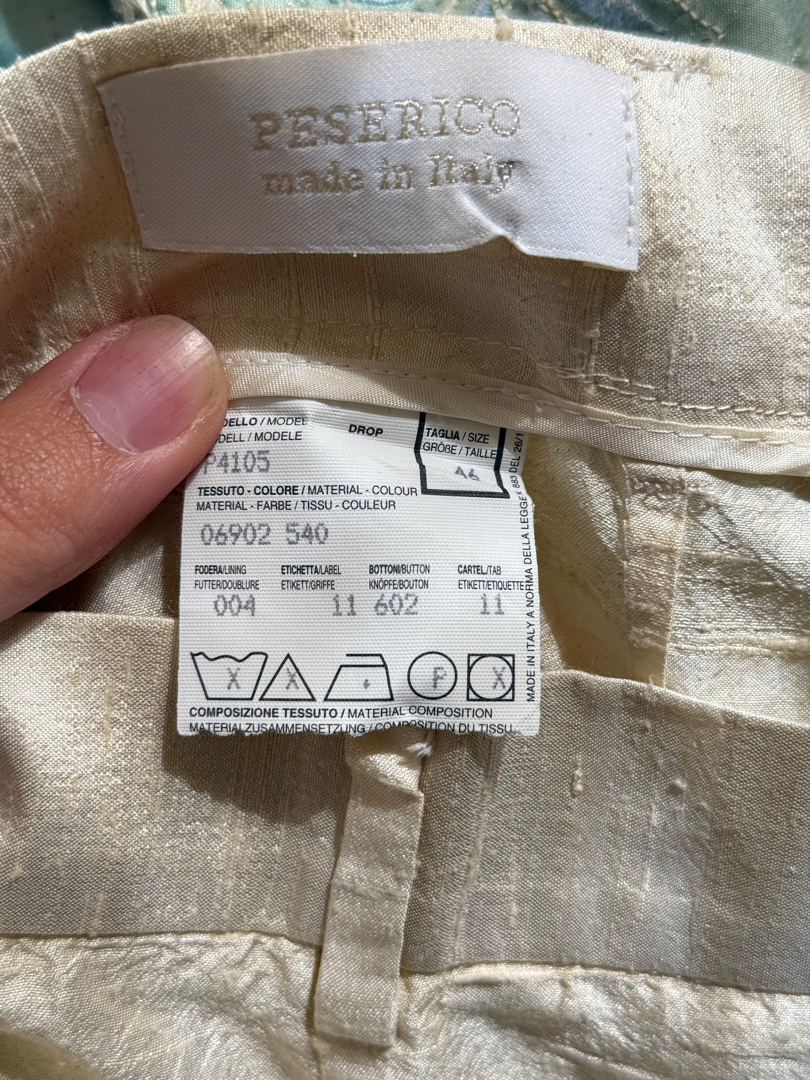 PESERICO
made in Italy
DELLO / MODEL
DELL / MODELE
DROP
TAGLIA / SIZE
GRÖßE / TAILLE
P4105
46
TESSUTO - COLORE / MATERIAL - COLOUR
MATERIAL - FARBE / TISSU - COULEUR
06902 540
FODERA/LINING ETICHETTA/LABEL BOTTONI/BUTTON CARTEL/TAB
FUTTER/DOUBLURE ETIKETT/GRIFFE KNÖPFE/BOUTON ETIKETT/ETIQUETTE
004 11 602 11
X X P X
COMPOSIZIONE TESSUTO / MATERIAL COMPOSITION
MATERIALZUSAMMENSETZUNG / COMPOSITION DU TISSU
MADE IN ITALY A NORMA DELLA LEGGE 883 DEL 26/1